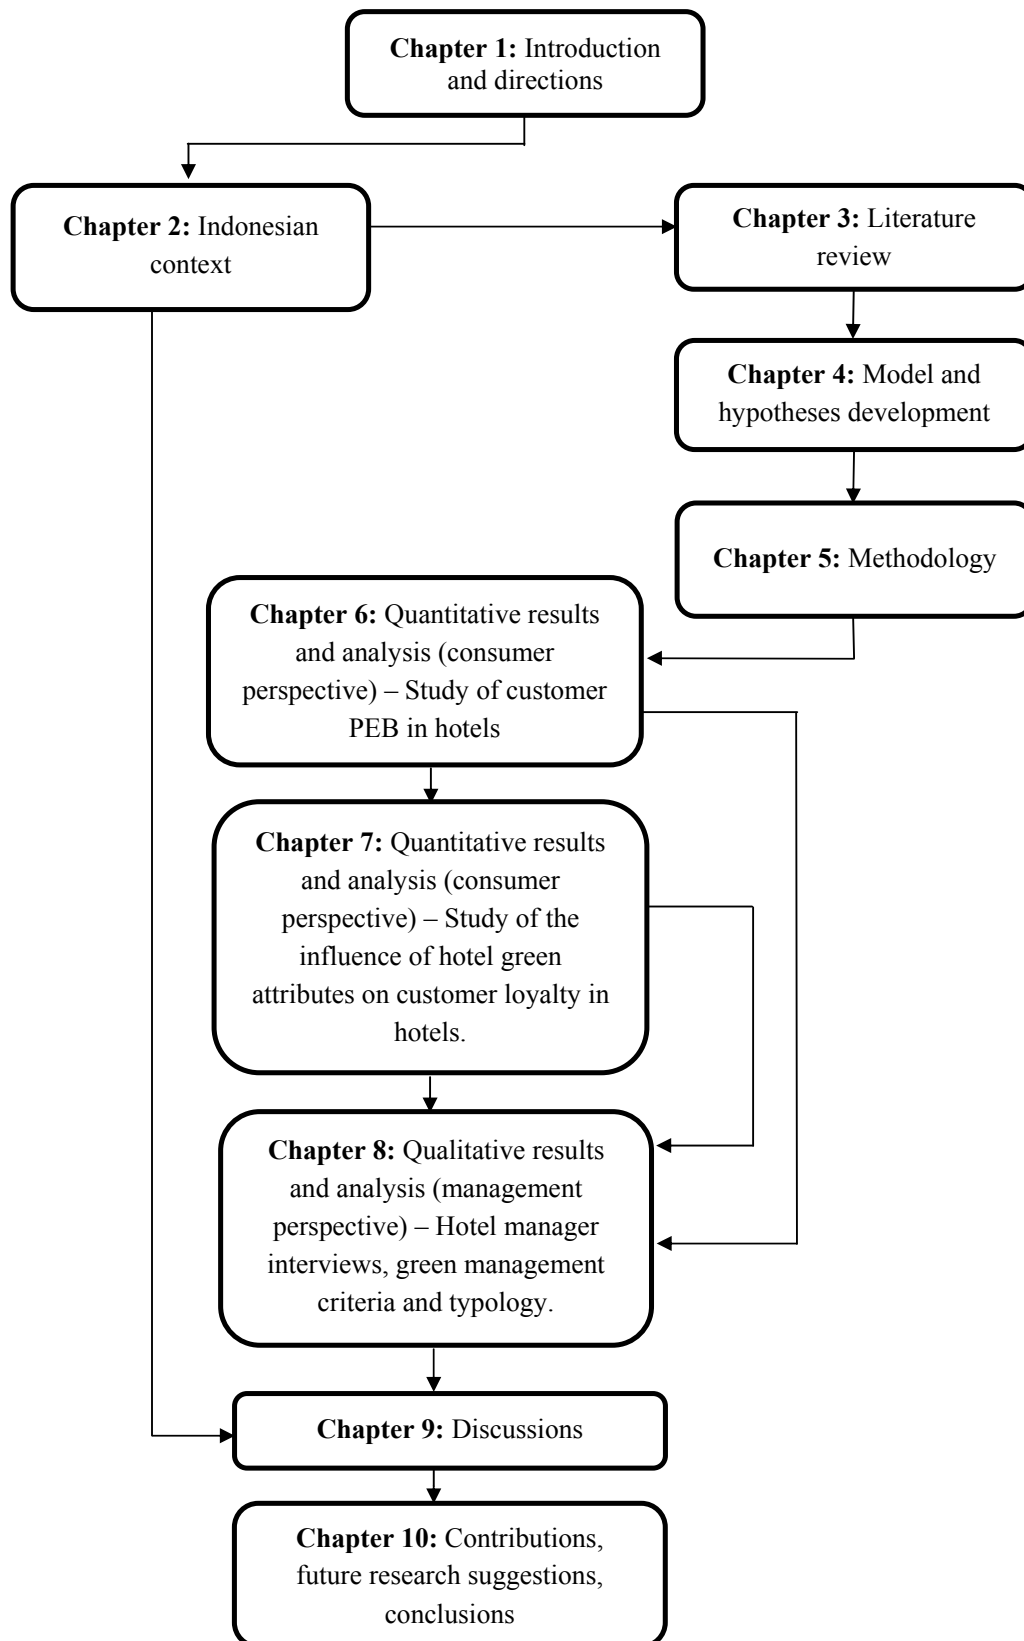 Chapter 1: Introduction
and directions
Chapter 2: Indonesian
context
Chapter 3: Literature
review
Chapter 4: Model and
hypotheses development
Chapter 5: Methodology
Chapter 6: Quantitative results
and analysis (consumer
perspective) – Study of customer
PEB in hotels
Chapter 7: Quantitative results
and analysis (consumer
perspective) – Study of the
influence of hotel green
attributes on customer loyalty in
hotels.
Chapter 8: Qualitative results
and analysis (management
perspective) – Hotel manager
interviews, green management
criteria and typology.
Chapter 9: Discussions
Chapter 10: Contributions,
future research suggestions,
conclusions